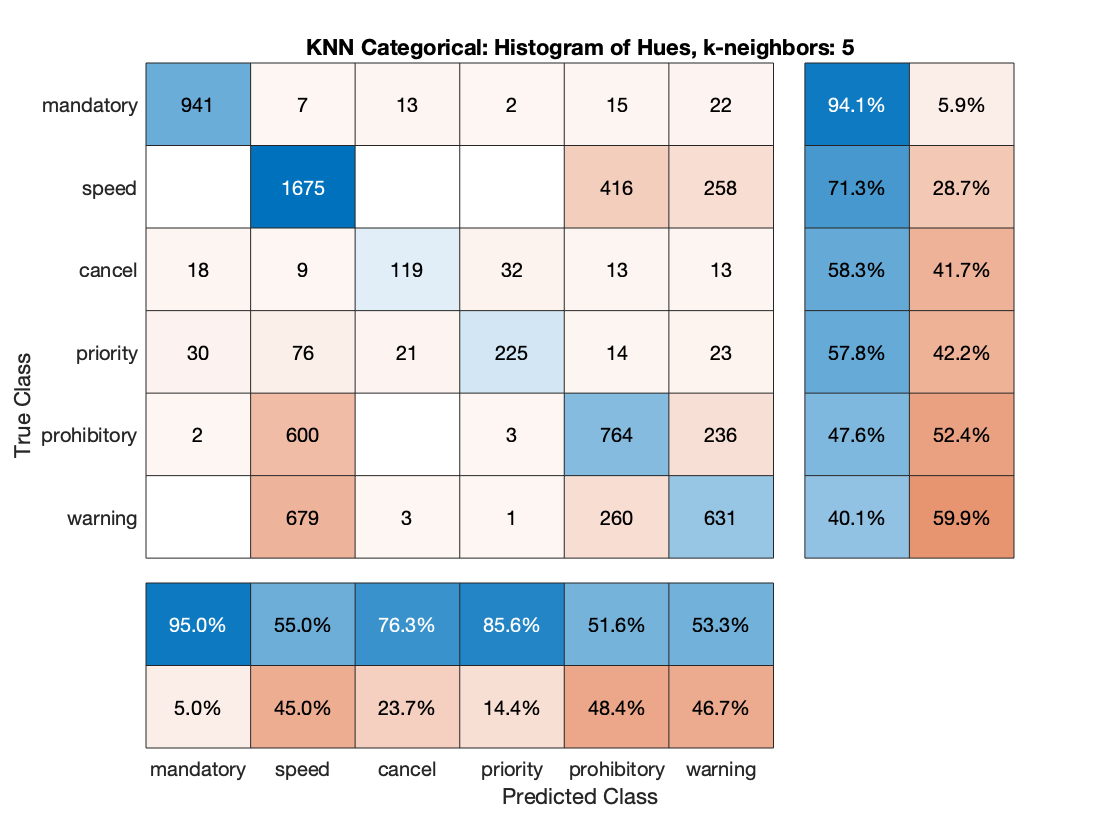 KNN Categorical: Histogram of Hues, k-neighbors: 5
mandatory 941 7 13 2 15 22 94.1% 5.9%
speed 1675 416 258 71.3% 28.7%
cancel 18 9 119 32 13 13 58.3% 41.7%
priority 30 76 21 225 14 23 57.8% 42.2%
prohibitory 2 600 3 764 236 47.6% 52.4%
warning 679 3 1 260 631 40.1% 59.9%
True Class
95.0% 55.0% 76.3% 85.6% 51.6% 53.3%
5.0% 45.0% 23.7% 14.4% 48.4% 46.7%
mandatory speed cancel priority prohibitory warning
Predicted Class